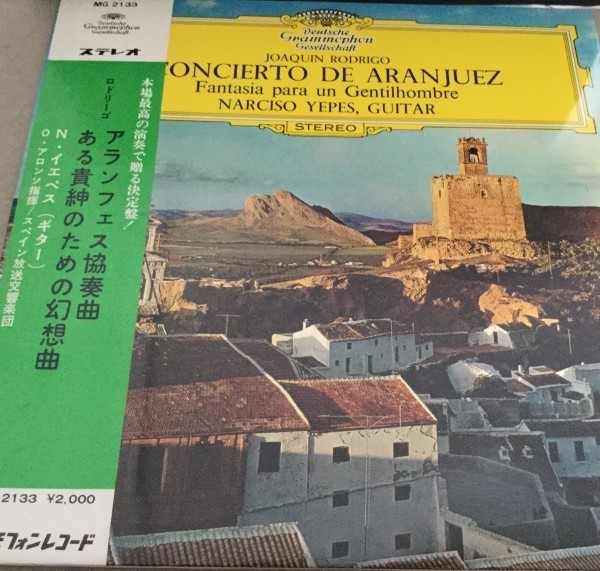 MG 2133
Deutsche
Grammophon
Gesellschaft
ステレオ
ロドリーゴ
本場最高の演奏で贈る決定盤!
アランフェス協奏曲
ある貴紳のための幻想曲
N・イエペス(ギター)
O・アロンソ指揮/スペイン放送交響楽団
2133 ¥2,000
モフォンレコード
Deutsche
Grammophon
Gesellschaft
JOAQUIN RODRIGO
CONCIERTO DE ARANJUEZ
Fantasia para un Gentilhombre
NARCISO YEPES, GUITAR
STEREO